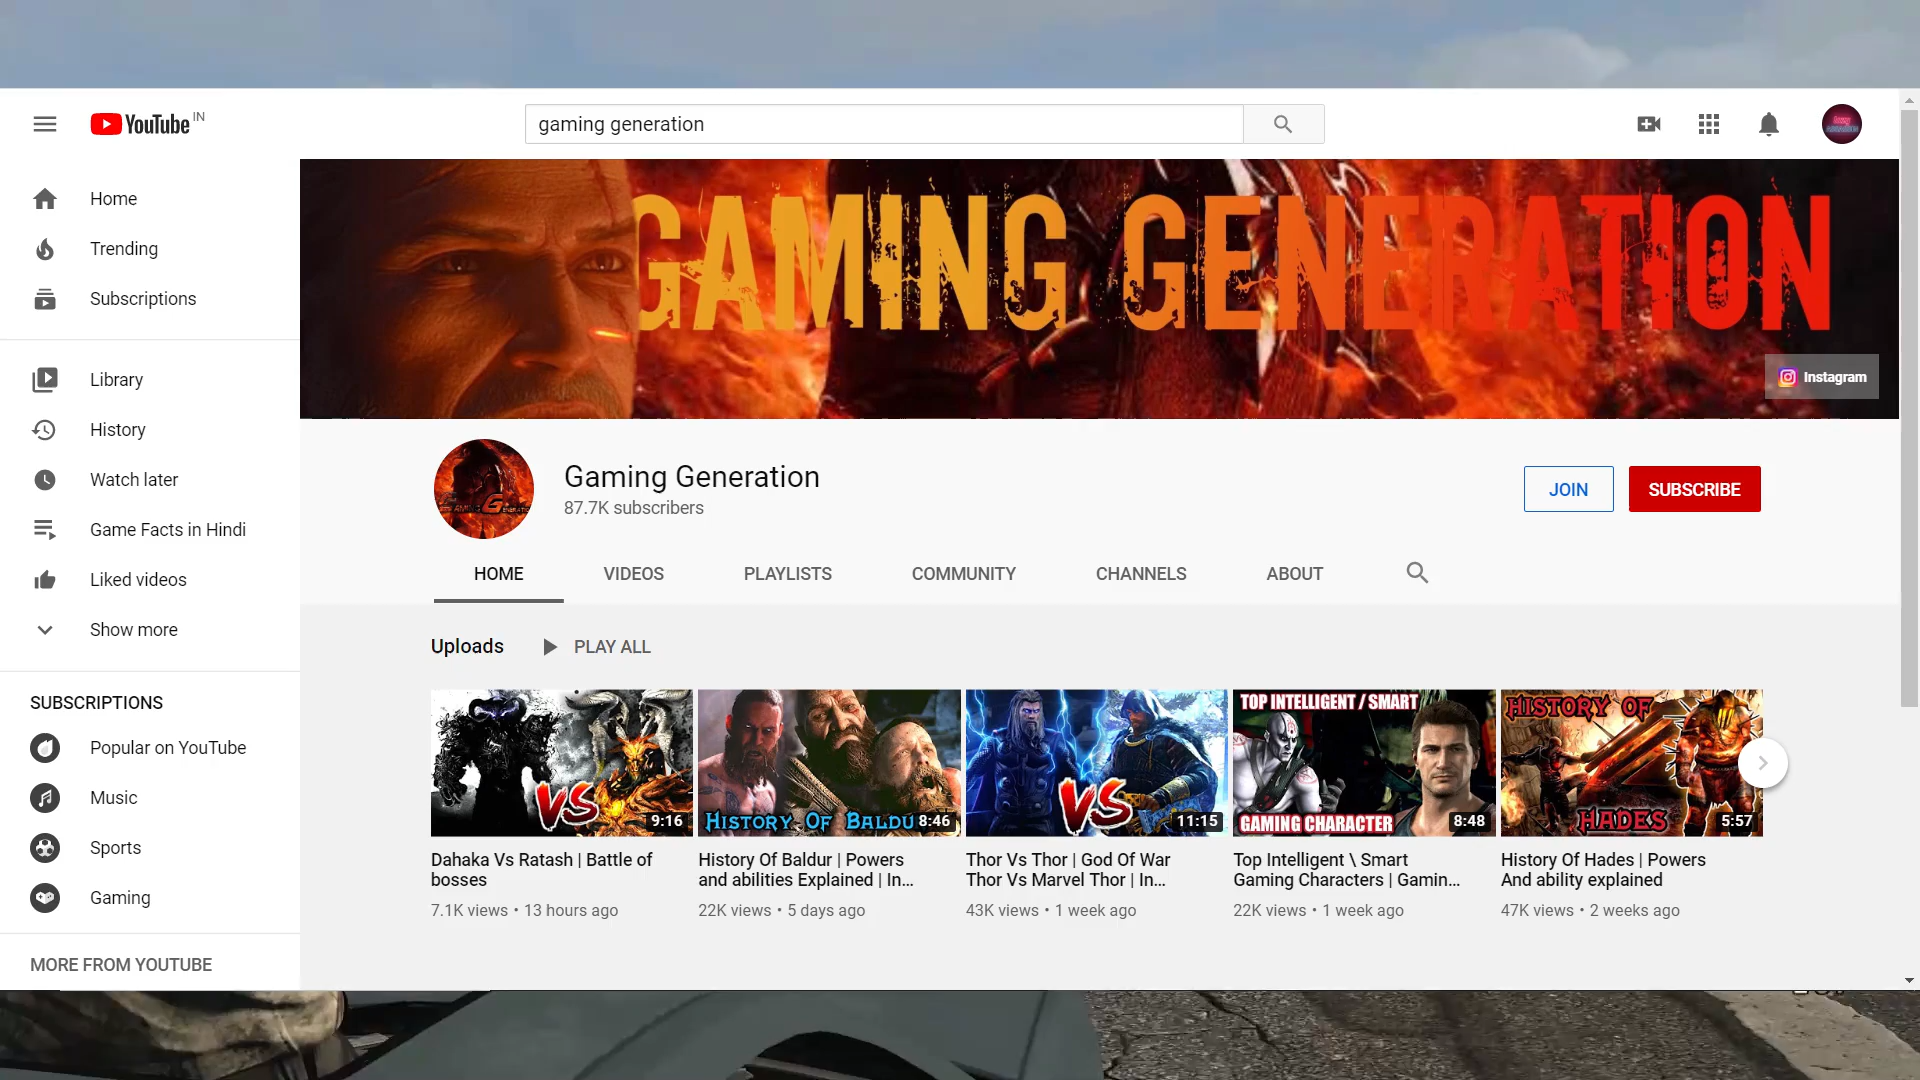 YouTube IN
gaming generation
Home
Trending
Subscriptions
Library
History
Watch later
Game Facts in Hindi
Liked videos
Show more
SUBSCRIPTIONS
Popular on YouTube
Music
Sports
Gaming
MORE FROM YOUTUBE
GAMING GENERATION
Instagram
Gaming Generation
87.7K subscribers
JOIN
SUBSCRIBE
HOME VIDEOS PLAYLISTS COMMUNITY CHANNELS ABOUT
Uploads PLAY ALL
VS
9:16
Dahaka Vs Ratash | Battle of
bosses
7.1K views • 13 hours ago
HISTORY OF BALDU
8:46
History Of Baldur | Powers
and abilities Explained | In...
22K views • 5 days ago
VS
11:15
Thor Vs Thor | God Of War
Thor Vs Marvel Thor | In...
43K views • 1 week ago
TOP INTELLIGENT / SMART
GAMING CHARACTER
8:48
Top Intelligent \ Smart
Gaming Characters | Gamin...
22K views • 1 week ago
HISTORY OF
HADES
5:57
History Of Hades | Powers
And ability explained
47K views • 2 weeks ago